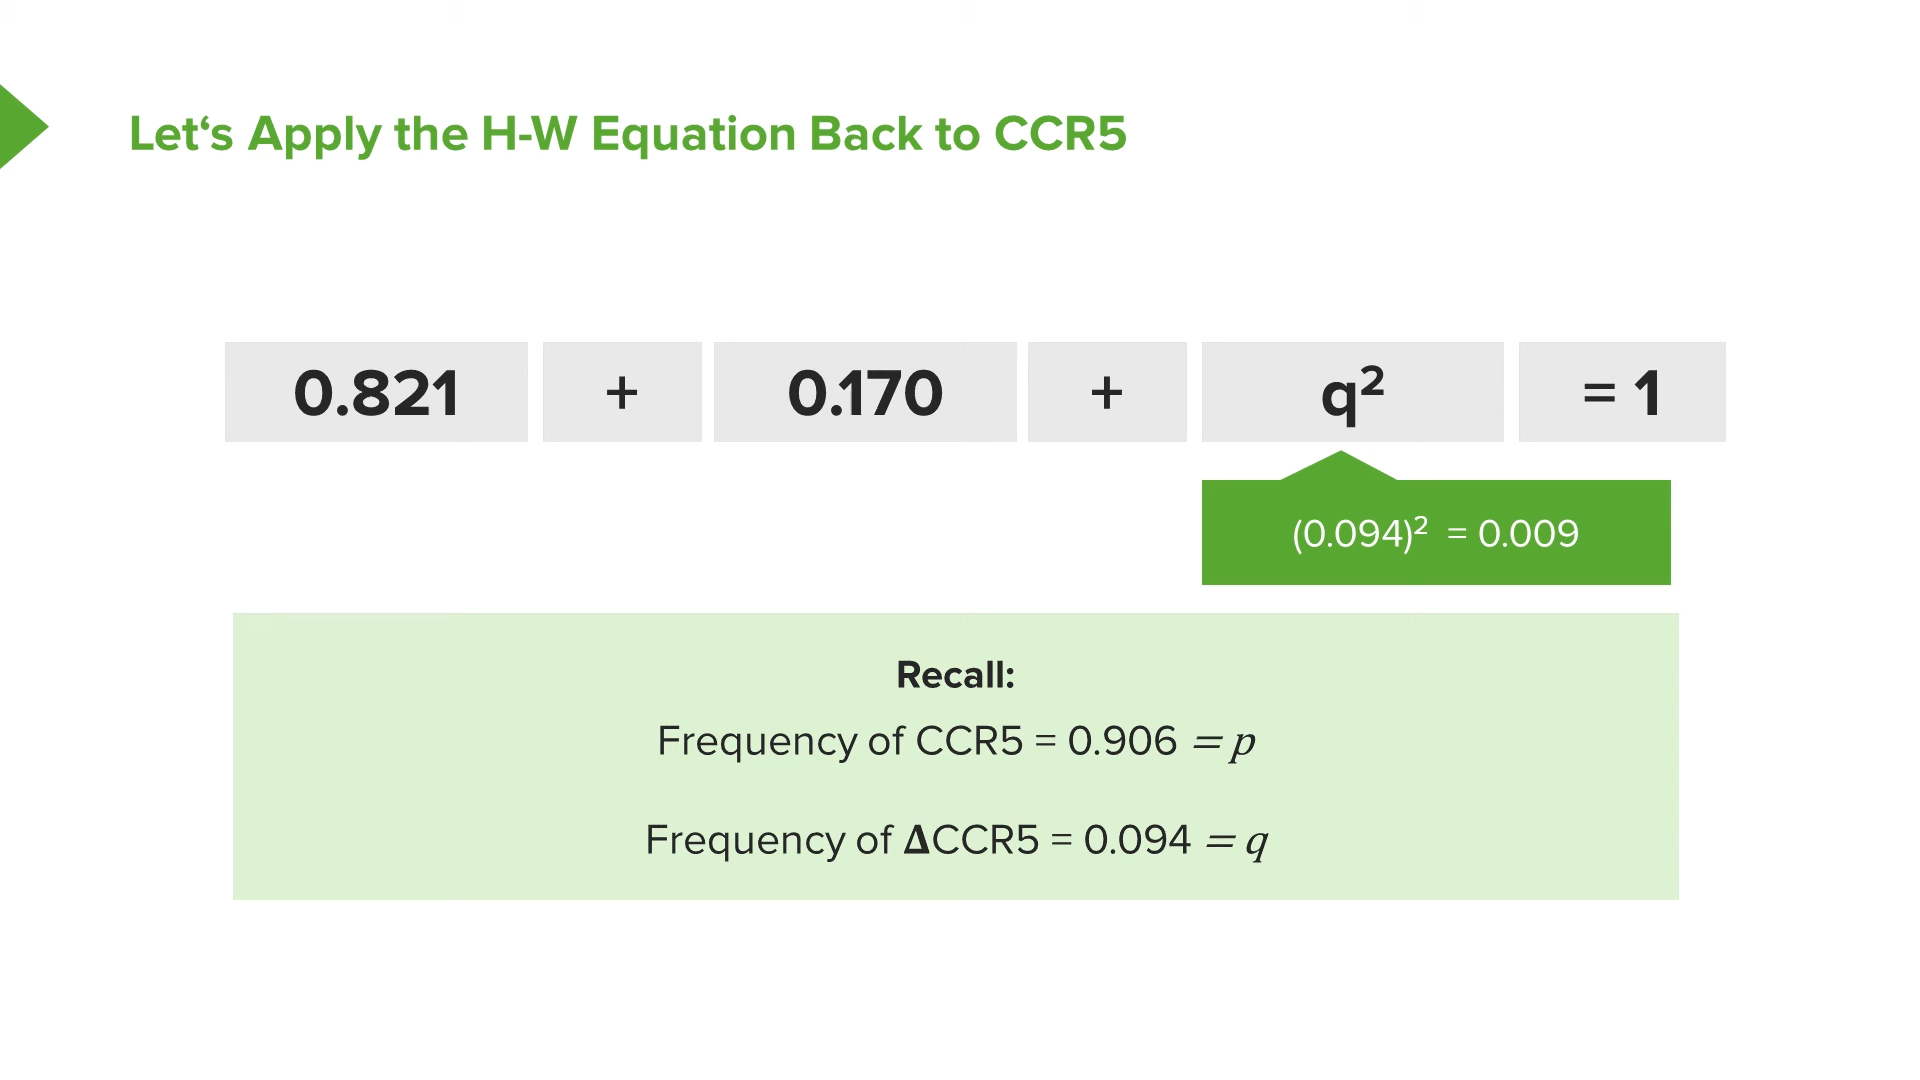 Let‘s Apply the H-W Equation Back to CCR5
0.821 + 0.170 + q² = 1
(0.094)² = 0.009
Recall:
Frequency of CCR5 = 0.906 = p
Frequency of ΔCCR5 = 0.094 = q